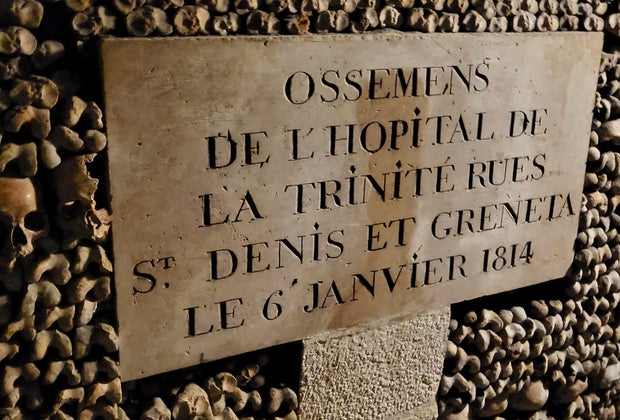 OSSEMENS
DE L'HOPITAL DE
LA TRINITÉ RUES
ST. DENIS ET GRENETA
LE 6' JANVIER 1814